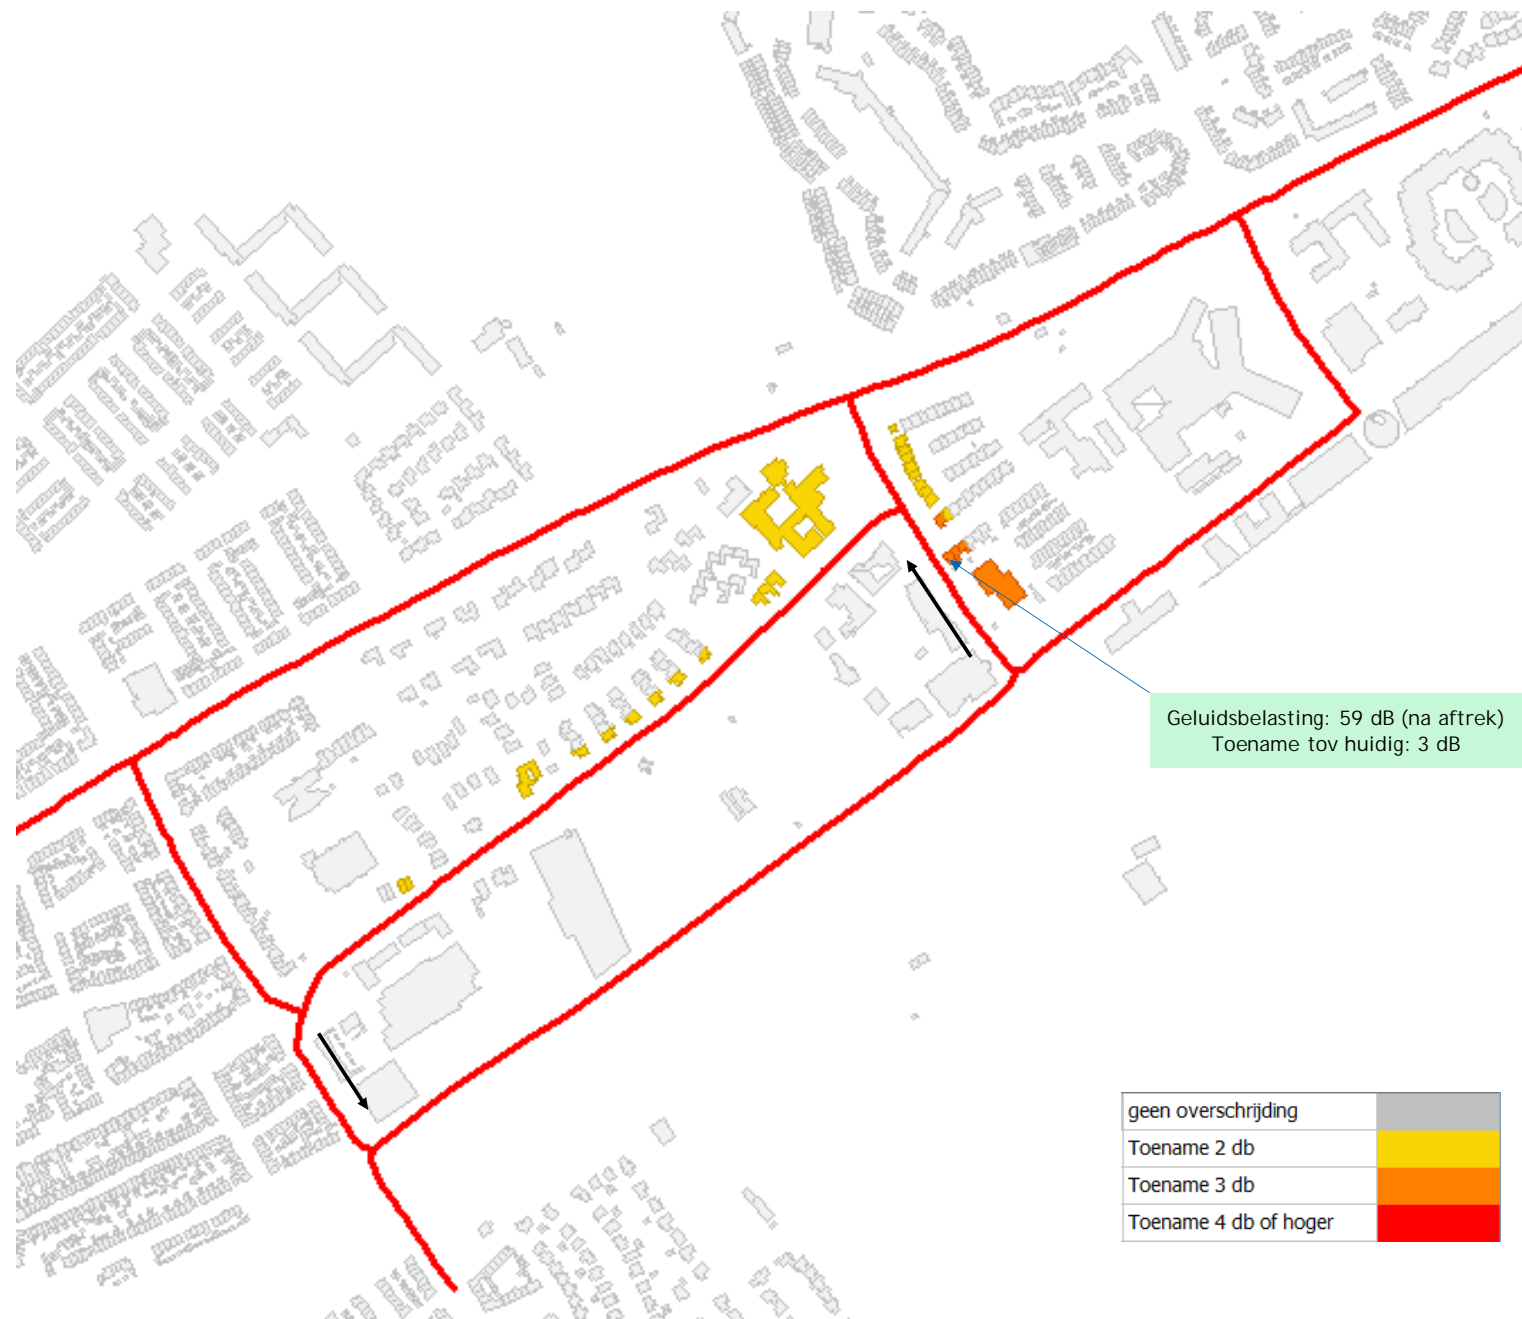 Geluidsbelasting: 59 dB (na aftrek)
Toename tov huidig: 3 dB
geen overschrijding
Toename 2 db
Toename 3 db
Toename 4 db of hoger